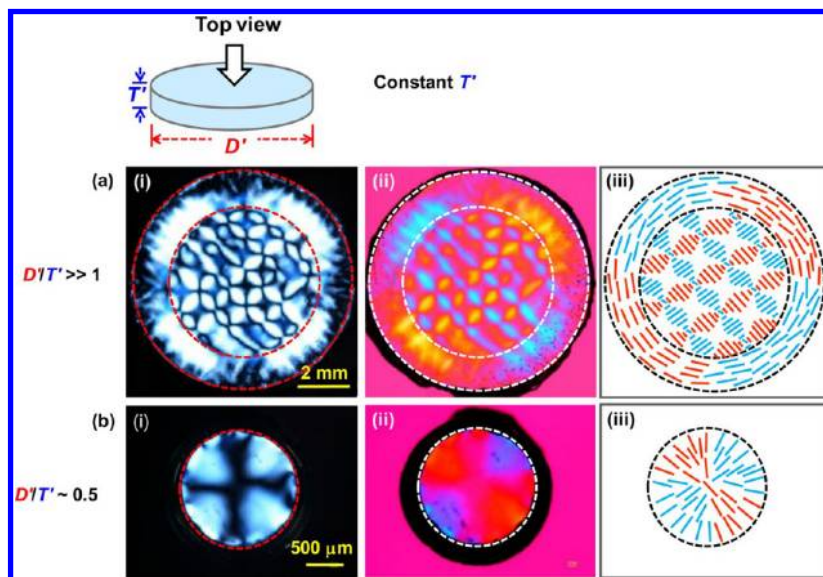 Top view
T'
D'
Constant T'
(a)
(i)
(ii)
(iii)
D'/T' >> 1
2 mm
(b)
(i)
(ii)
(iii)
D'/T' ~ 0.5
500 μm